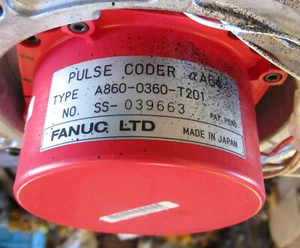 PULSE CODER αA64
TYPE A860-0360-T201
NO. SS-039663
PAT. PEND.
FANUC LTD MADE IN JAPAN